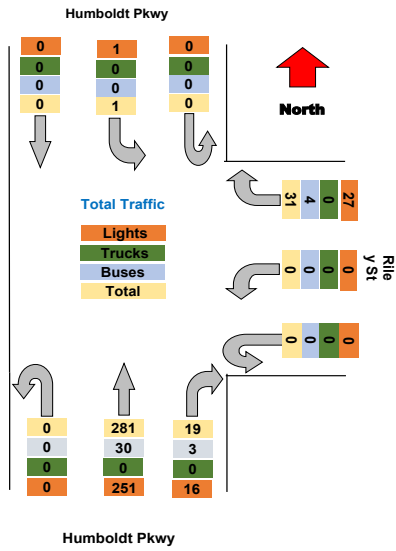 Humboldt Pkwy
0 1 0
0 0 0
0 0 0
0 1 0
North
31 4 0 27
Total Traffic
Lights
Trucks
Buses
Total
0 0 0 0
Rile
y St
0 0 0 0
0 281 19
0 30 3
0 0 0
0 251 16
Humboldt Pkwy